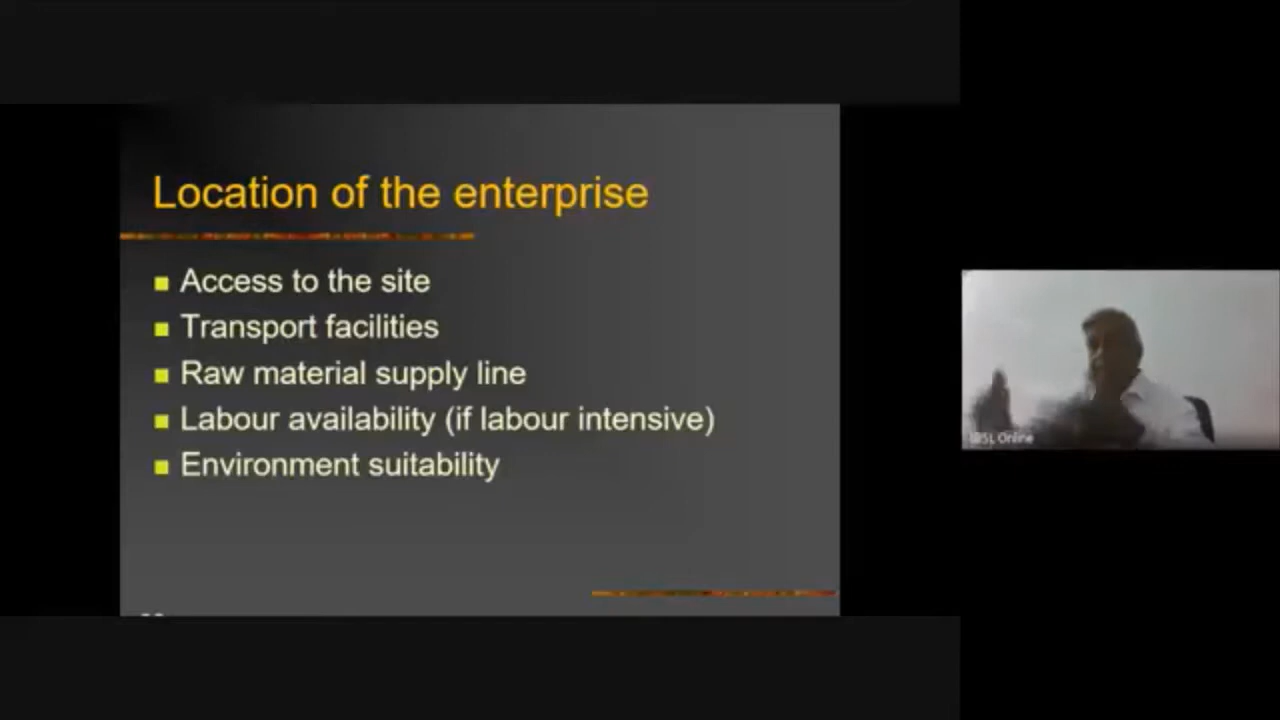 Location of the enterprise
Access to the site
Transport facilities
Raw material supply line
Labour availability (if labour intensive)
Environment suitability
Online